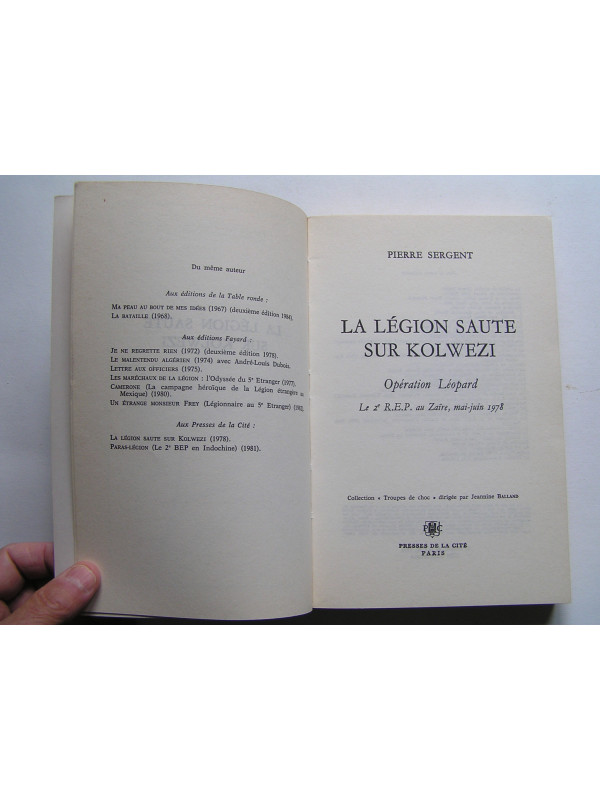 Du même auteur
Aux éditions de la Table ronde :
MA PEAU AU BOUT DE MES IDÉES (1967) (deuxième édition 1984).
LA BATAILLE (1968).
Aux éditions Fayard :
JE NE REGRETTE RIEN (1972) (deuxième édition 1978).
LE MALENTENDU ALGÉRIEN (1974) avec André-Louis Dubois.
LETTRE AUX OFFICIERS (1975).
LES MARÉCHAUX DE LA LÉGION : l'Odyssée du 5e Etranger (1977).
CAMERONE (La campagne héroïque de la Légion étrangère au
Mexique) (1980).
UN ÉTRANGE MONSIEUR FREY (Légionnaire au 5e Etranger)
Aux Presses de la Cité :
LA LÉGION SAUTE SUR KOLWEZI (1978).
PARAS-LÉGION (Le 2e BEP en Indochine) (1981).
PIERRE SERGENT
LA LÉGION SAUTE
SUR KOLWEZI
Opération Léopard
Le 2e R.E.P. au Zaïre, mai-juin 1978
Collection « Troupes de choc » dirigée par Jeannine BALLAND
PRESSES DE LA CITÉ
PARIS